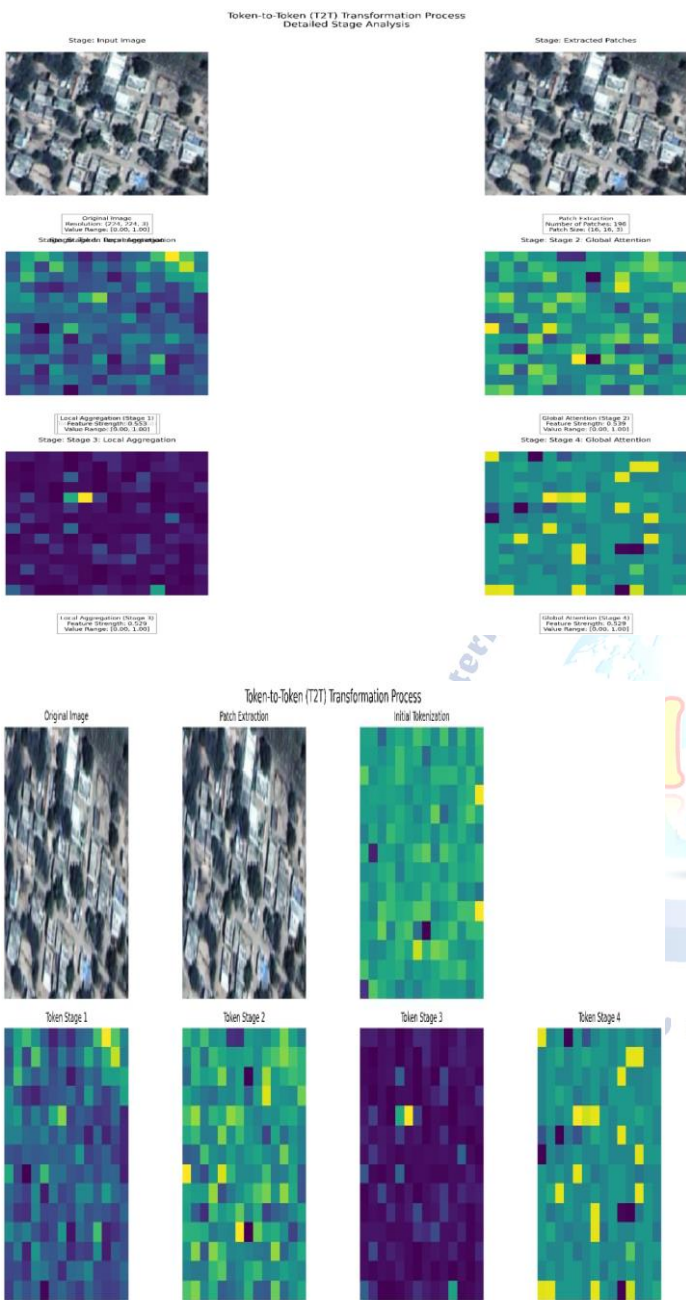 Token-to-Token (T2T) Transformation Process
Detailed Stage Analysis
Stage: Input Image
Stage: Extracted Patches
Original Image
Resolution: (224, 224, 3)
Value Range: [0.00, 1.00]
Patch Extraction
Number of Patches: 196
Patch Size: (16, 16, 3)
Aggregation
Stage: Stage 2: Global Attention
Local Aggregation (Stage 1)
Feature Strength: 0.553
Value Range: [0.00, 1.00]
Global Attention (Stage 2)
Feature Strength: 0.539
Value Range: [0.00, 1.00]
Stage: Stage 3: Local Aggregation
Stage: Stage 4: Global Attention
Local Aggregation (Stage 3)
Feature Strength: 0.529
Value Range: [0.00, 1.00]
Global Attention (Stage 4)
Feature Strength: 0.529
Value Range: [0.00, 1.00]
Token-to-Token (T2T) Transformation Process
Original Image
Patch Extraction
Initial Tokenization
Token Stage 1
Token Stage 2
Token Stage 3
Token Stage 4